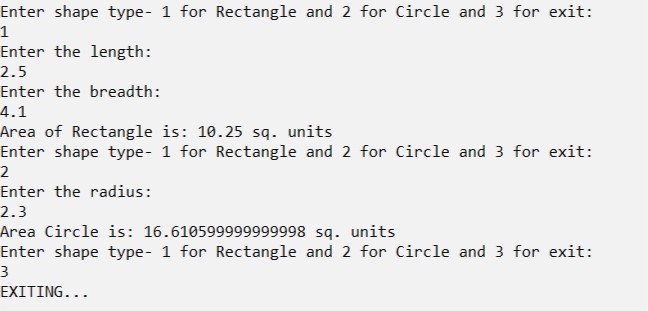 Enter shape type- 1 for Rectangle and 2 for Circle and 3 for exit:
1
Enter the length:
2.5
Enter the breadth:
4.1
Area of Rectangle is: 10.25 sq. units
Enter shape type- 1 for Rectangle and 2 for Circle and 3 for exit:
2
Enter the radius:
2.3
Area Circle is: 16.610599999999998 sq. units
Enter shape type- 1 for Rectangle and 2 for Circle and 3 for exit:
3
EXITING...